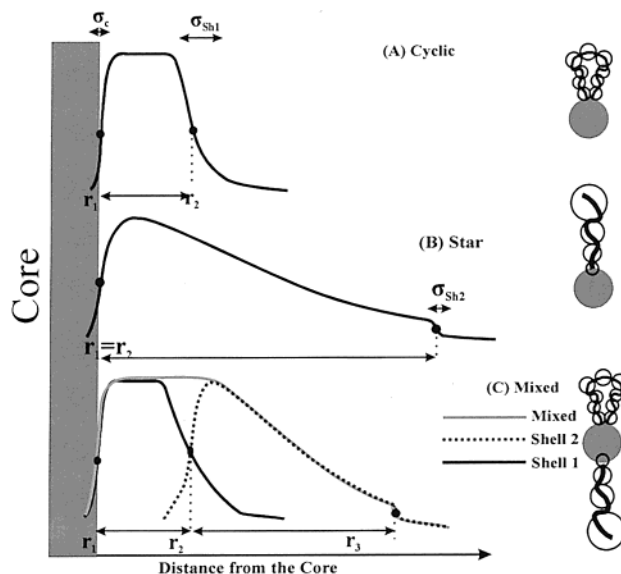 σc
σSh1
(A) Cyclic
r1
r2
(B) Star
σSh2
Core
r1=r2
(C) Mixed
Mixed
Shell 2
Shell 1
r1
r2
r3
Distance from the Core